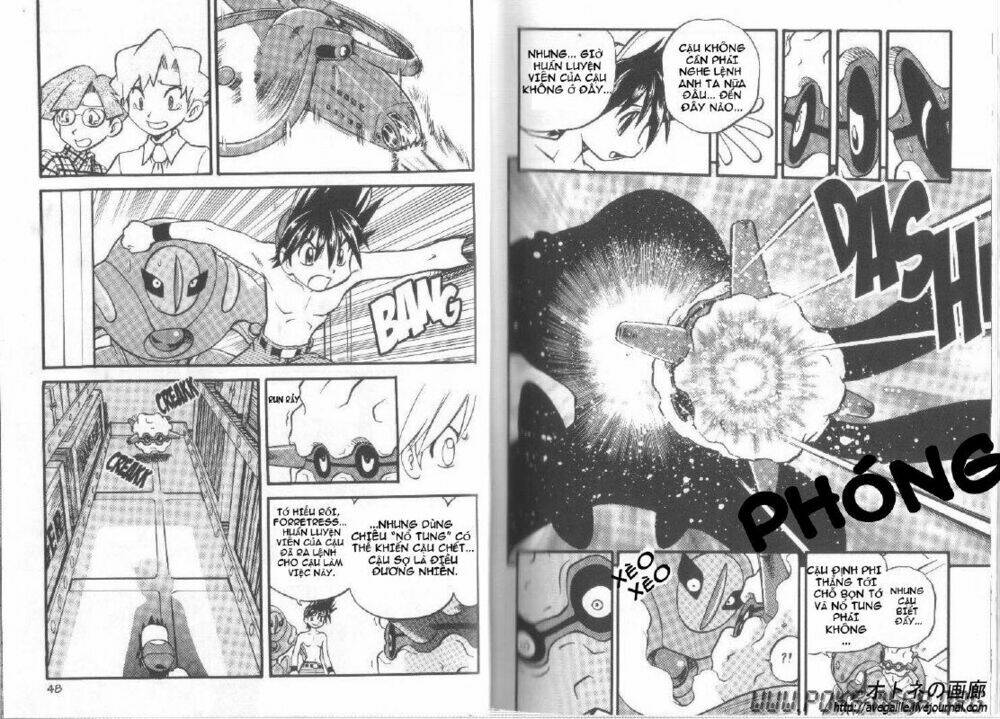 BANG
CREAKK
CREAKK
RUN RẨY
TỚ HIỂU RỒI,
FORRETRESS...
HUẤN LUYỆN
VIÊN CỦA CẬU
ĐÃ RA LỆNH
CHO CẬU LÀM
VIỆC NÀY.
...NHƯNG DÙNG
CHIÊU "NỔ TUNG" CÓ
THỂ KHIẾN CẬU CHẾT...
CẬU SỢ LÀ ĐIỀU
ĐƯƠNG NHIÊN.
48
NHƯNG... GIỜ
HUẤN LUYỆN
VIÊN CỦA CẬU
KHÔNG Ở ĐÂY...
CẬU KHÔNG
CẦN PHẢI
NGHE LỆNH
ANH TA NỮA
ĐÂU... ĐẾN
ĐÂY NÀO...
DASH
PHÓNG
XẸO
XẸO
?!
CẬU ĐỊNH PHI
THẲNG TỚI
CHỖ BỌN TỚ
VÀ NỔ TUNG
PHẢI
KHÔNG
...
NHƯNG
CẬU
BIẾT
ĐẤY...
オトネの画廊
http://avegaille.livejournal.com/